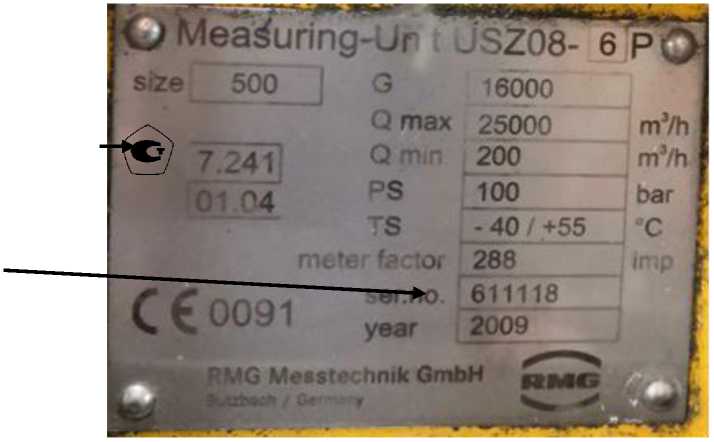 Measuring-Unit USZ08- 6 P
size 500 G 16000
Q max 25000 m³/h
7.241 Q min 200 m³/h
01.04 PS 100 bar
TS - 40 / +55 °C
meter factor 288 imp
ser.no. 611118
CE 0091 year 2009
RMG Messtechnik GmbH RMG
Butzbach / Germany